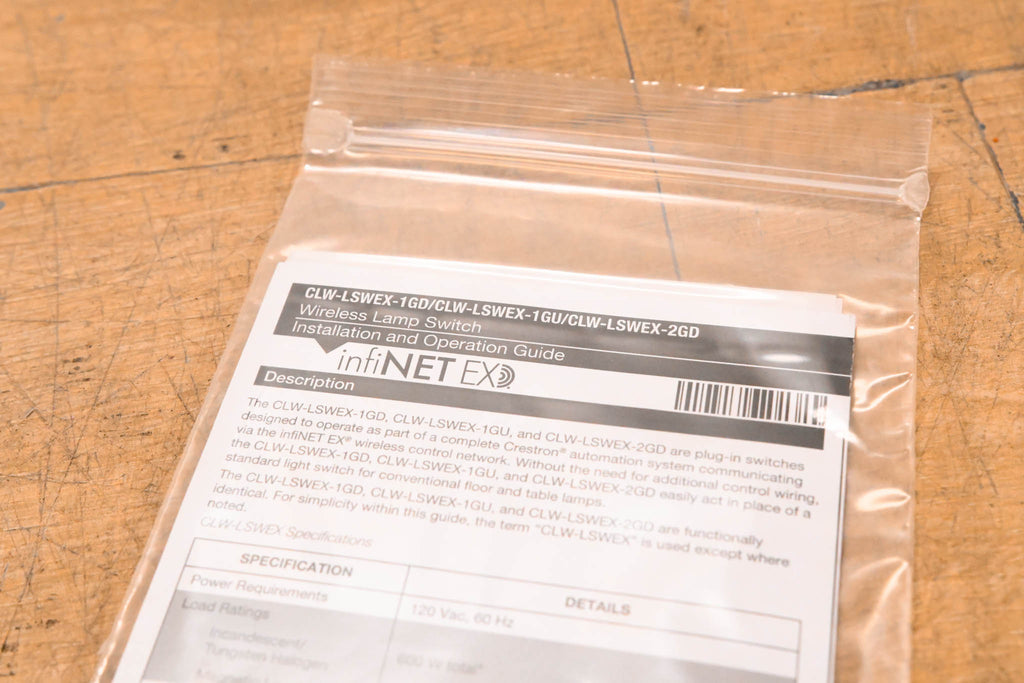 CLW-LSWEX-1GD/CLW-LSWEX-1GU/CLW-LSWEX-2GD
Wireless Lamp Switch
Installation and Operation Guide
infiNET EX®
Description
The CLW-LSWEX-1GD, CLW-LSWEX-1GU, and CLW-LSWEX-2GD are plug-in switches
designed to operate as part of a complete Crestron® automation system communicating
via the infiNET EX® wireless control network. Without the need for additional control wiring,
the CLW-LSWEX-1GD, CLW-LSWEX-1GU, and CLW-LSWEX-2GD easily act in place of a
standard light switch for conventional floor and table lamps.
The CLW-LSWEX-1GD, CLW-LSWEX-1GU, and CLW-LSWEX-2GD are functionally
identical. For simplicity within this guide, the term "CLW-LSWEX" is used except where
noted.
CLW-LSWEX Specifications
SPECIFICATION DETAILS
Power Requirements 120 Vac, 60 Hz
Load Ratings
Incandescent/
Tungsten Halogen 600 W total*